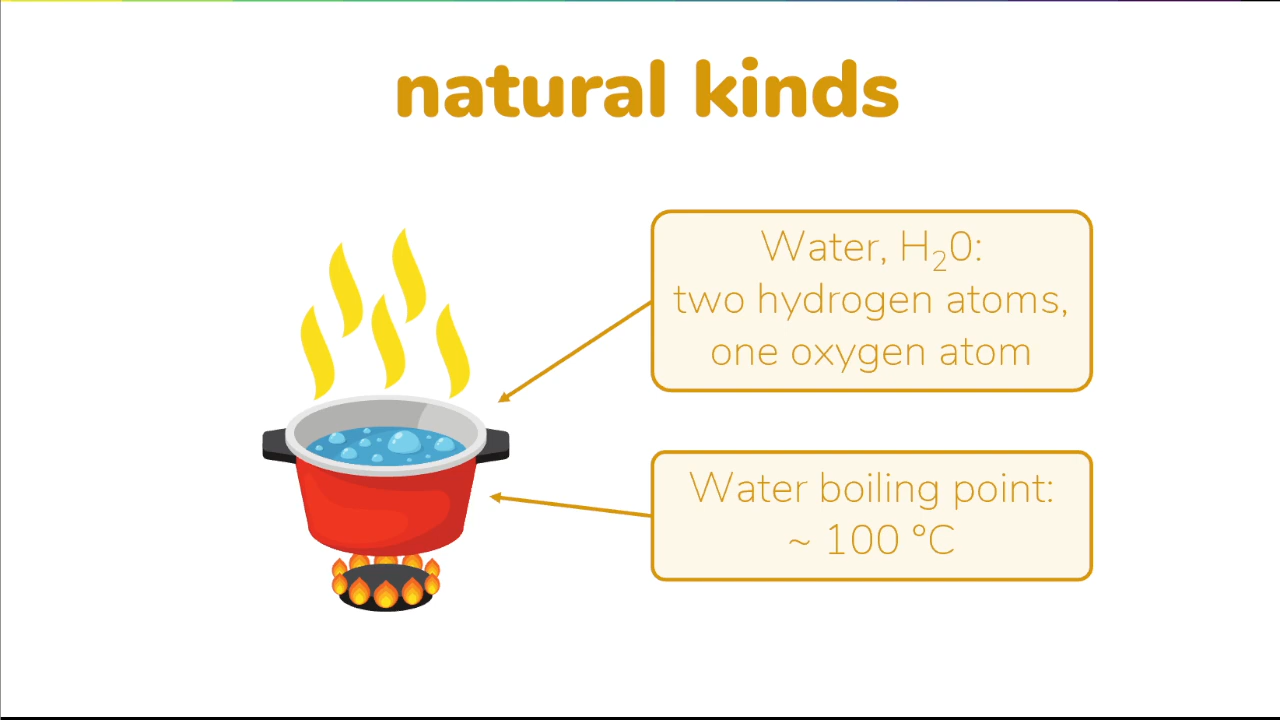 natural kinds
Water, H₂0:
two hydrogen atoms,
one oxygen atom
Water boiling point:
~ 100 °C